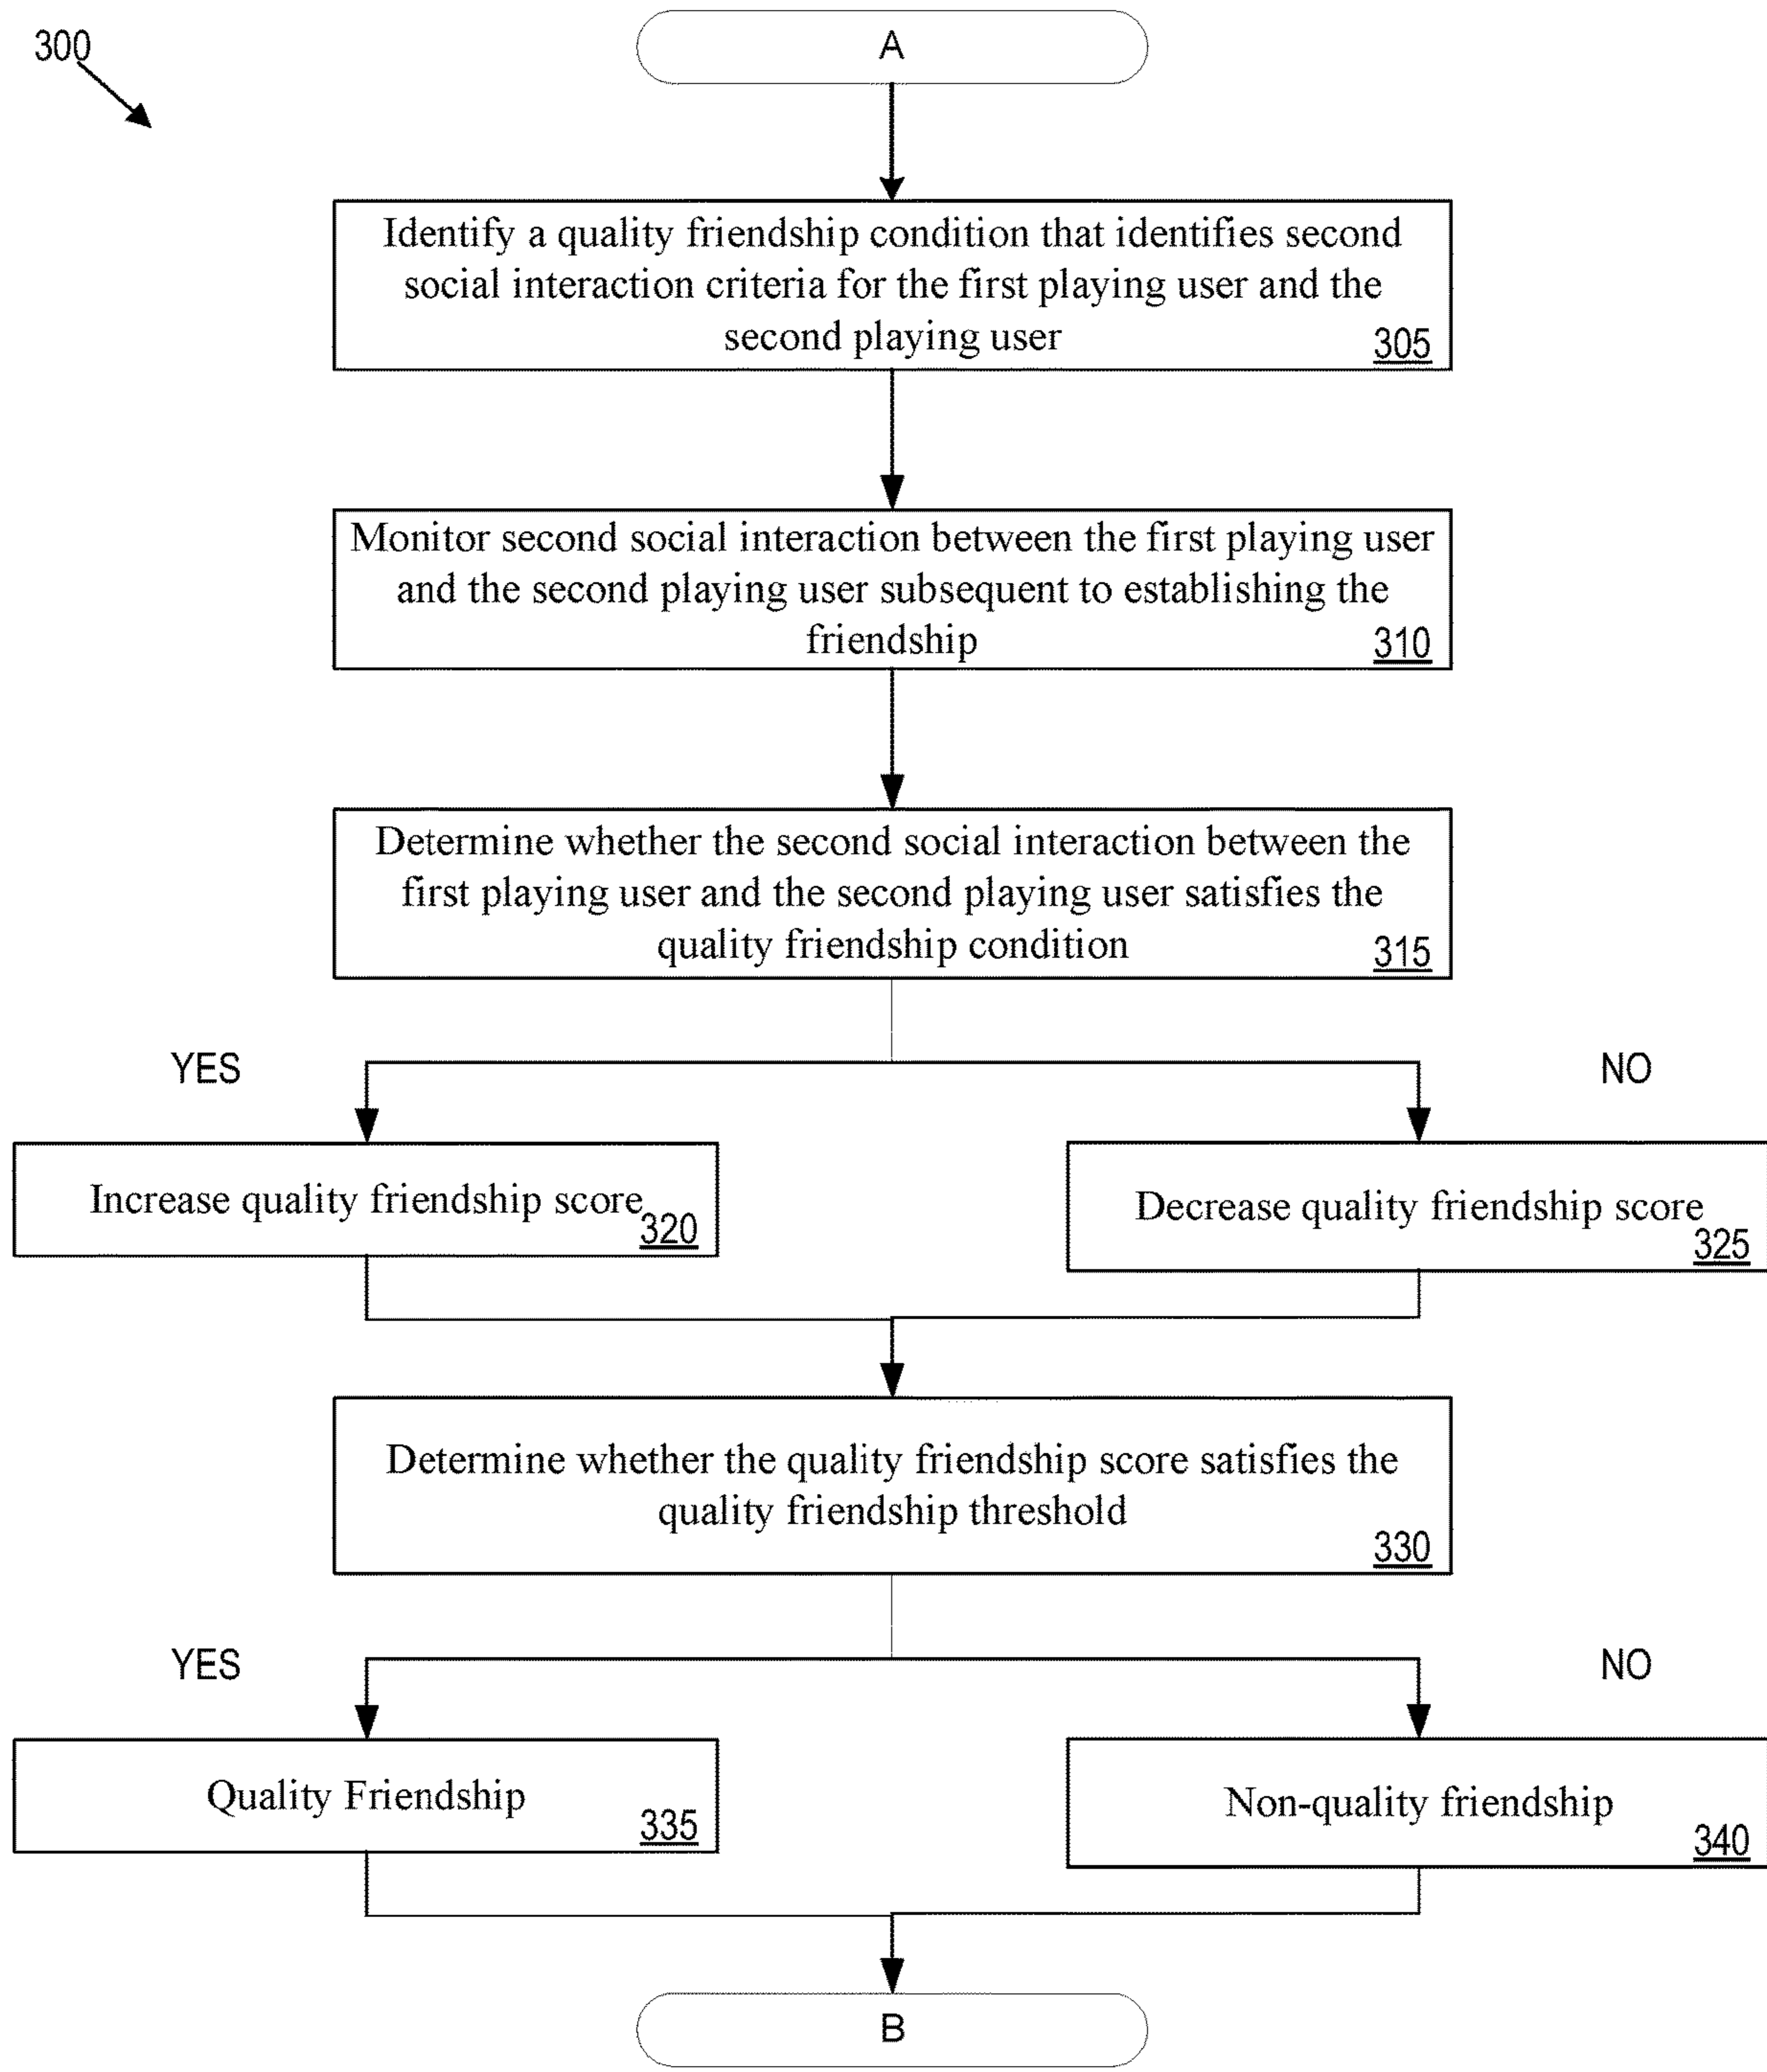 300
A
Identify a quality friendship condition that identifies second
social interaction criteria for the first playing user and the
second playing user
305
Monitor second social interaction between the first playing user
and the second playing user subsequent to establishing the
friendship
310
Determine whether the second social interaction between the
first playing user and the second playing user satisfies the
quality friendship condition
315
YES
NO
Increase quality friendship score
320
Decrease quality friendship score
325
Determine whether the quality friendship score satisfies the
quality friendship threshold
330
YES
NO
Quality Friendship
335
Non-quality friendship
340
B